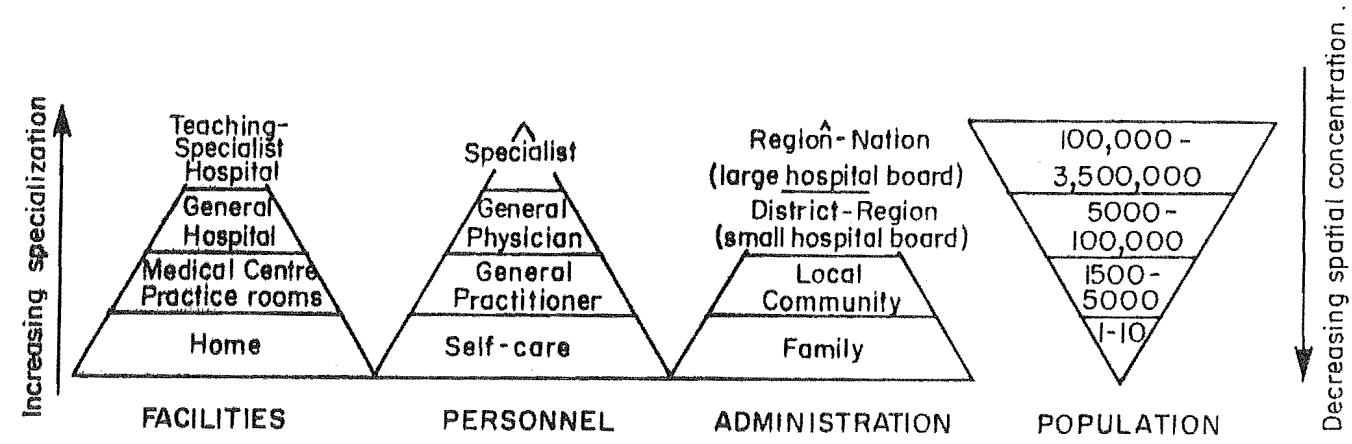 Increasing specialization
Teaching-
Specialist
Hospital
General
Hospital
Medical Centre
Practice rooms
Home
FACILITIES
Specialist
General
Physician
General
Practitioner
Self-care
PERSONNEL
Region-Nation
(large hospital board)
District-Region
(small hospital board)
Local
Community
Family
ADMINISTRATION
100,000-
3,500,000
5000-
100,000
1500-
5000
1-10
POPULATION
Decreasing spatial concentration.